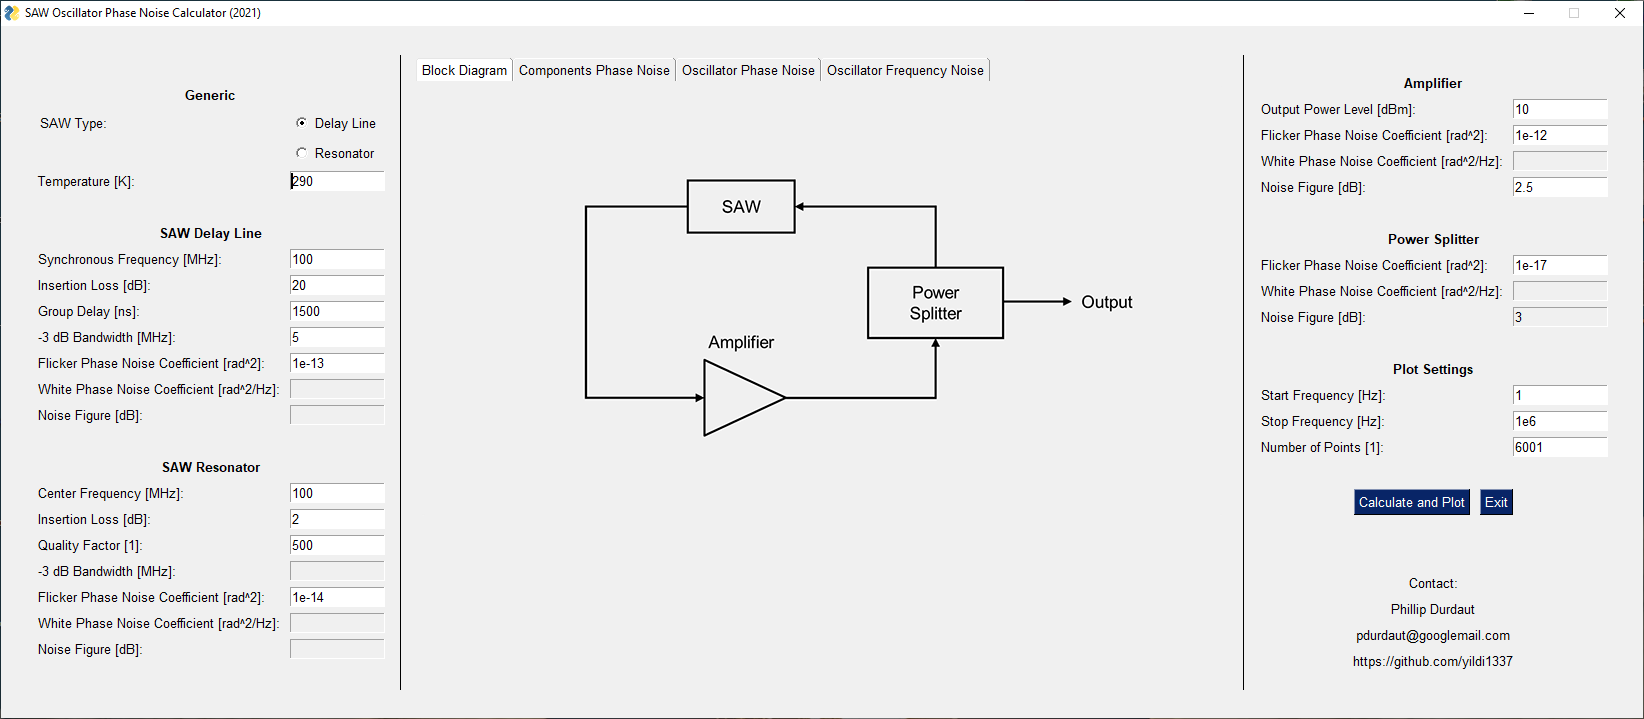 SAW Oscillator Phase Noise Calculator (2021)
Generic
SAW Type:
Delay Line
Resonator
Temperature [K]:
290
SAW Delay Line
Synchronous Frequency [MHz]:
100
Insertion Loss [dB]:
20
Group Delay [ns]:
1500
-3 dB Bandwidth [MHz]:
5
Flicker Phase Noise Coefficient [rad^2]:
1e-13
White Phase Noise Coefficient [rad^2/Hz]:
Noise Figure [dB]:
SAW Resonator
Center Frequency [MHz]:
100
Insertion Loss [dB]:
2
Quality Factor [1]:
500
-3 dB Bandwidth [MHz]:
Flicker Phase Noise Coefficient [rad^2]:
1e-14
White Phase Noise Coefficient [rad^2/Hz]:
Noise Figure [dB]:
Block Diagram
Components Phase Noise
Oscillator Phase Noise
Oscillator Frequency Noise
SAW
Power
Splitter
Output
Amplifier
Amplifier
Output Power Level [dBm]:
10
Flicker Phase Noise Coefficient [rad^2]:
1e-12
White Phase Noise Coefficient [rad^2/Hz]:
Noise Figure [dB]:
2.5
Power Splitter
Flicker Phase Noise Coefficient [rad^2]:
1e-17
White Phase Noise Coefficient [rad^2/Hz]:
Noise Figure [dB]:
3
Plot Settings
Start Frequency [Hz]:
1
Stop Frequency [Hz]:
1e6
Number of Points [1]:
6001
Calculate and Plot
Exit
Contact:
Phillip Durdaut
pdurdaut@googlemail.com
https://github.com/yildi1337